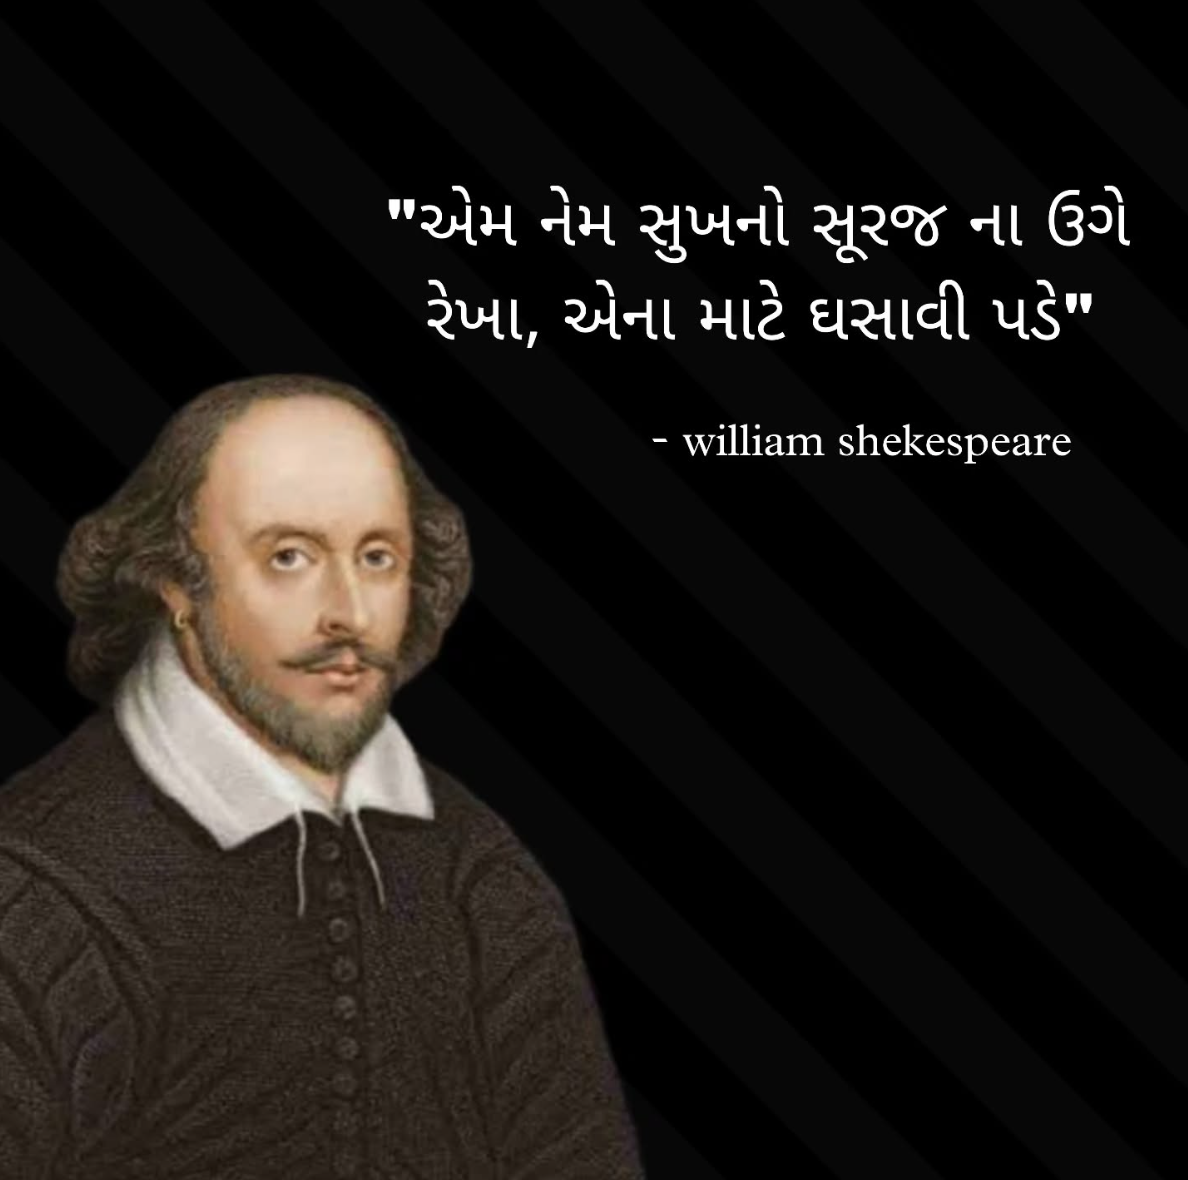 "એમ નેમ સુખનો સૂરજ ના ઉગે
રેખા, એના માટે ઘસાવી પડે"
- william shekespeare